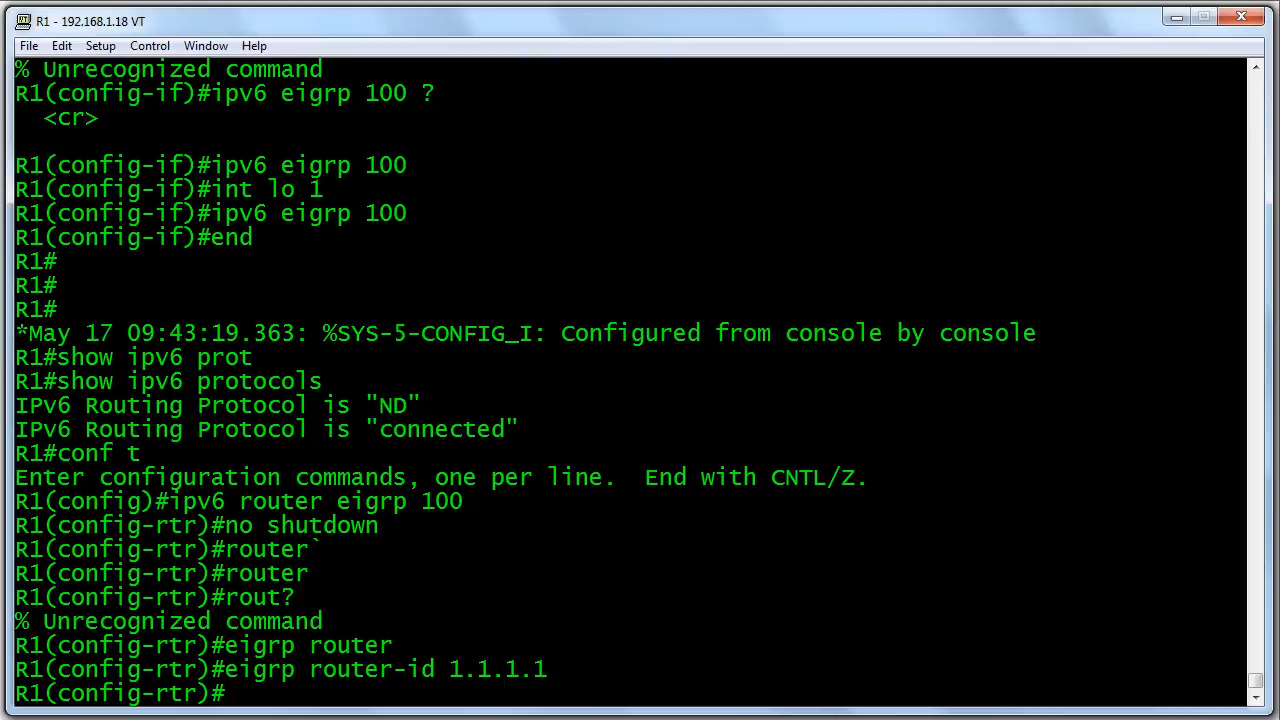 R1 - 192.168.1.18 VT
File Edit Setup Control Window Help
% Unrecognized command
R1(config-if)#ipv6 eigrp 100 ?
  <cr>
R1(config-if)#ipv6 eigrp 100
R1(config-if)#int lo 1
R1(config-if)#ipv6 eigrp 100
R1(config-if)#end
R1#
R1#
R1#
*May 17 09:43:19.363: %SYS-5-CONFIG_I: Configured from console by console
R1#show ipv6 prot
R1#show ipv6 protocols
IPv6 Routing Protocol is "ND"
IPv6 Routing Protocol is "connected"
R1#conf t
Enter configuration commands, one per line.  End with CNTL/Z.
R1(config)#ipv6 router eigrp 100
R1(config-rtr)#no shutdown
R1(config-rtr)#router`
R1(config-rtr)#router
R1(config-rtr)#rout?
% Unrecognized command
R1(config-rtr)#eigrp router
R1(config-rtr)#eigrp router-id 1.1.1.1
R1(config-rtr)#